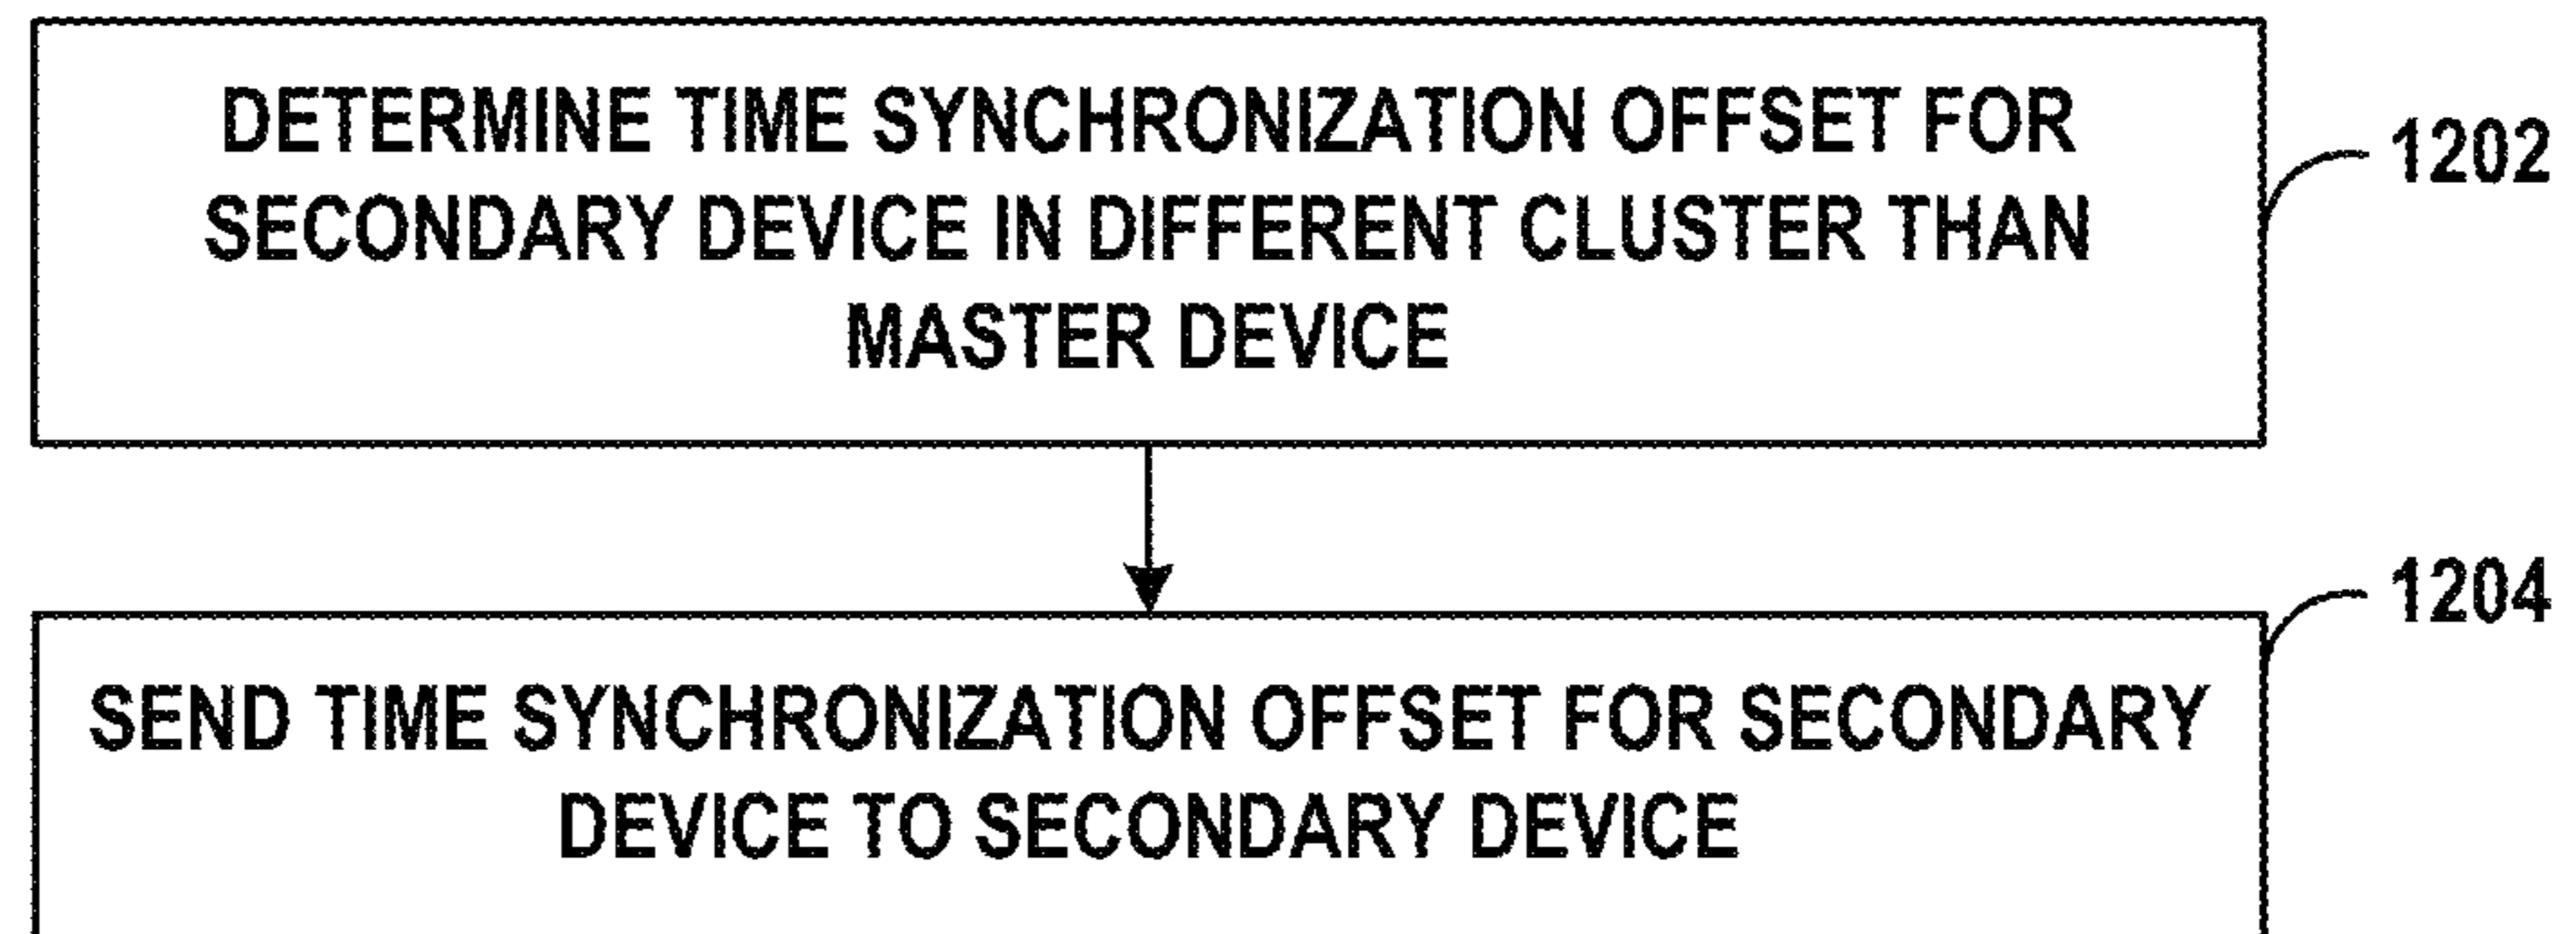 DETERMINE TIME SYNCHRONIZATION OFFSET FOR
SECONDARY DEVICE IN DIFFERENT CLUSTER THAN
MASTER DEVICE
1202
SEND TIME SYNCHRONIZATION OFFSET FOR SECONDARY
DEVICE TO SECONDARY DEVICE
1204